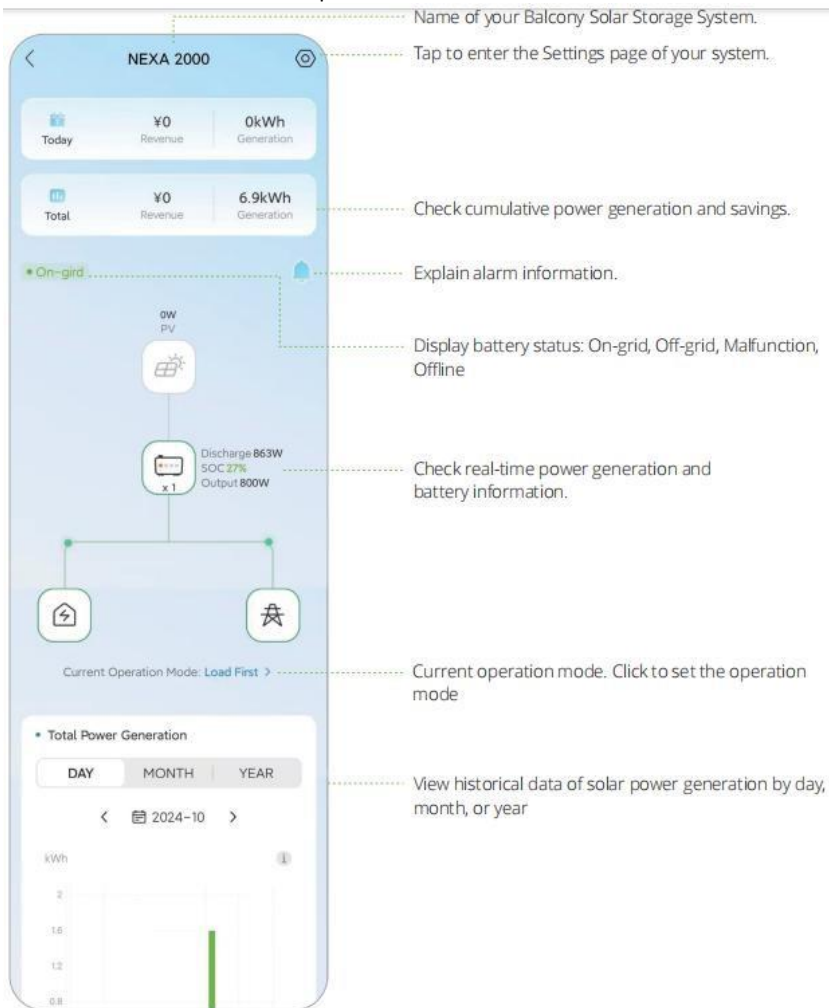 Name of your Balcony Solar Storage System.
NEXA 2000
Tap to enter the Settings page of your system.
Today
¥0
Revenue
0kWh
Generation
Total
¥0
Revenue
6.9kWh
Generation
Check cumulative power generation and savings.
On-gird
Explain alarm information.
0W
PV
Display battery status: On-grid, Off-grid, Malfunction,
Offline
x 1
Discharge 863W
SOC 27%
Output 800W
Check real-time power generation and
battery information.
Current Operation Mode: Load First >
Current operation mode. Click to set the operation
mode
Total Power Generation
DAY MONTH YEAR
View historical data of solar power generation by day,
month, or year
< 2024-10 >
kWh
2
1.6
1.2
0.8